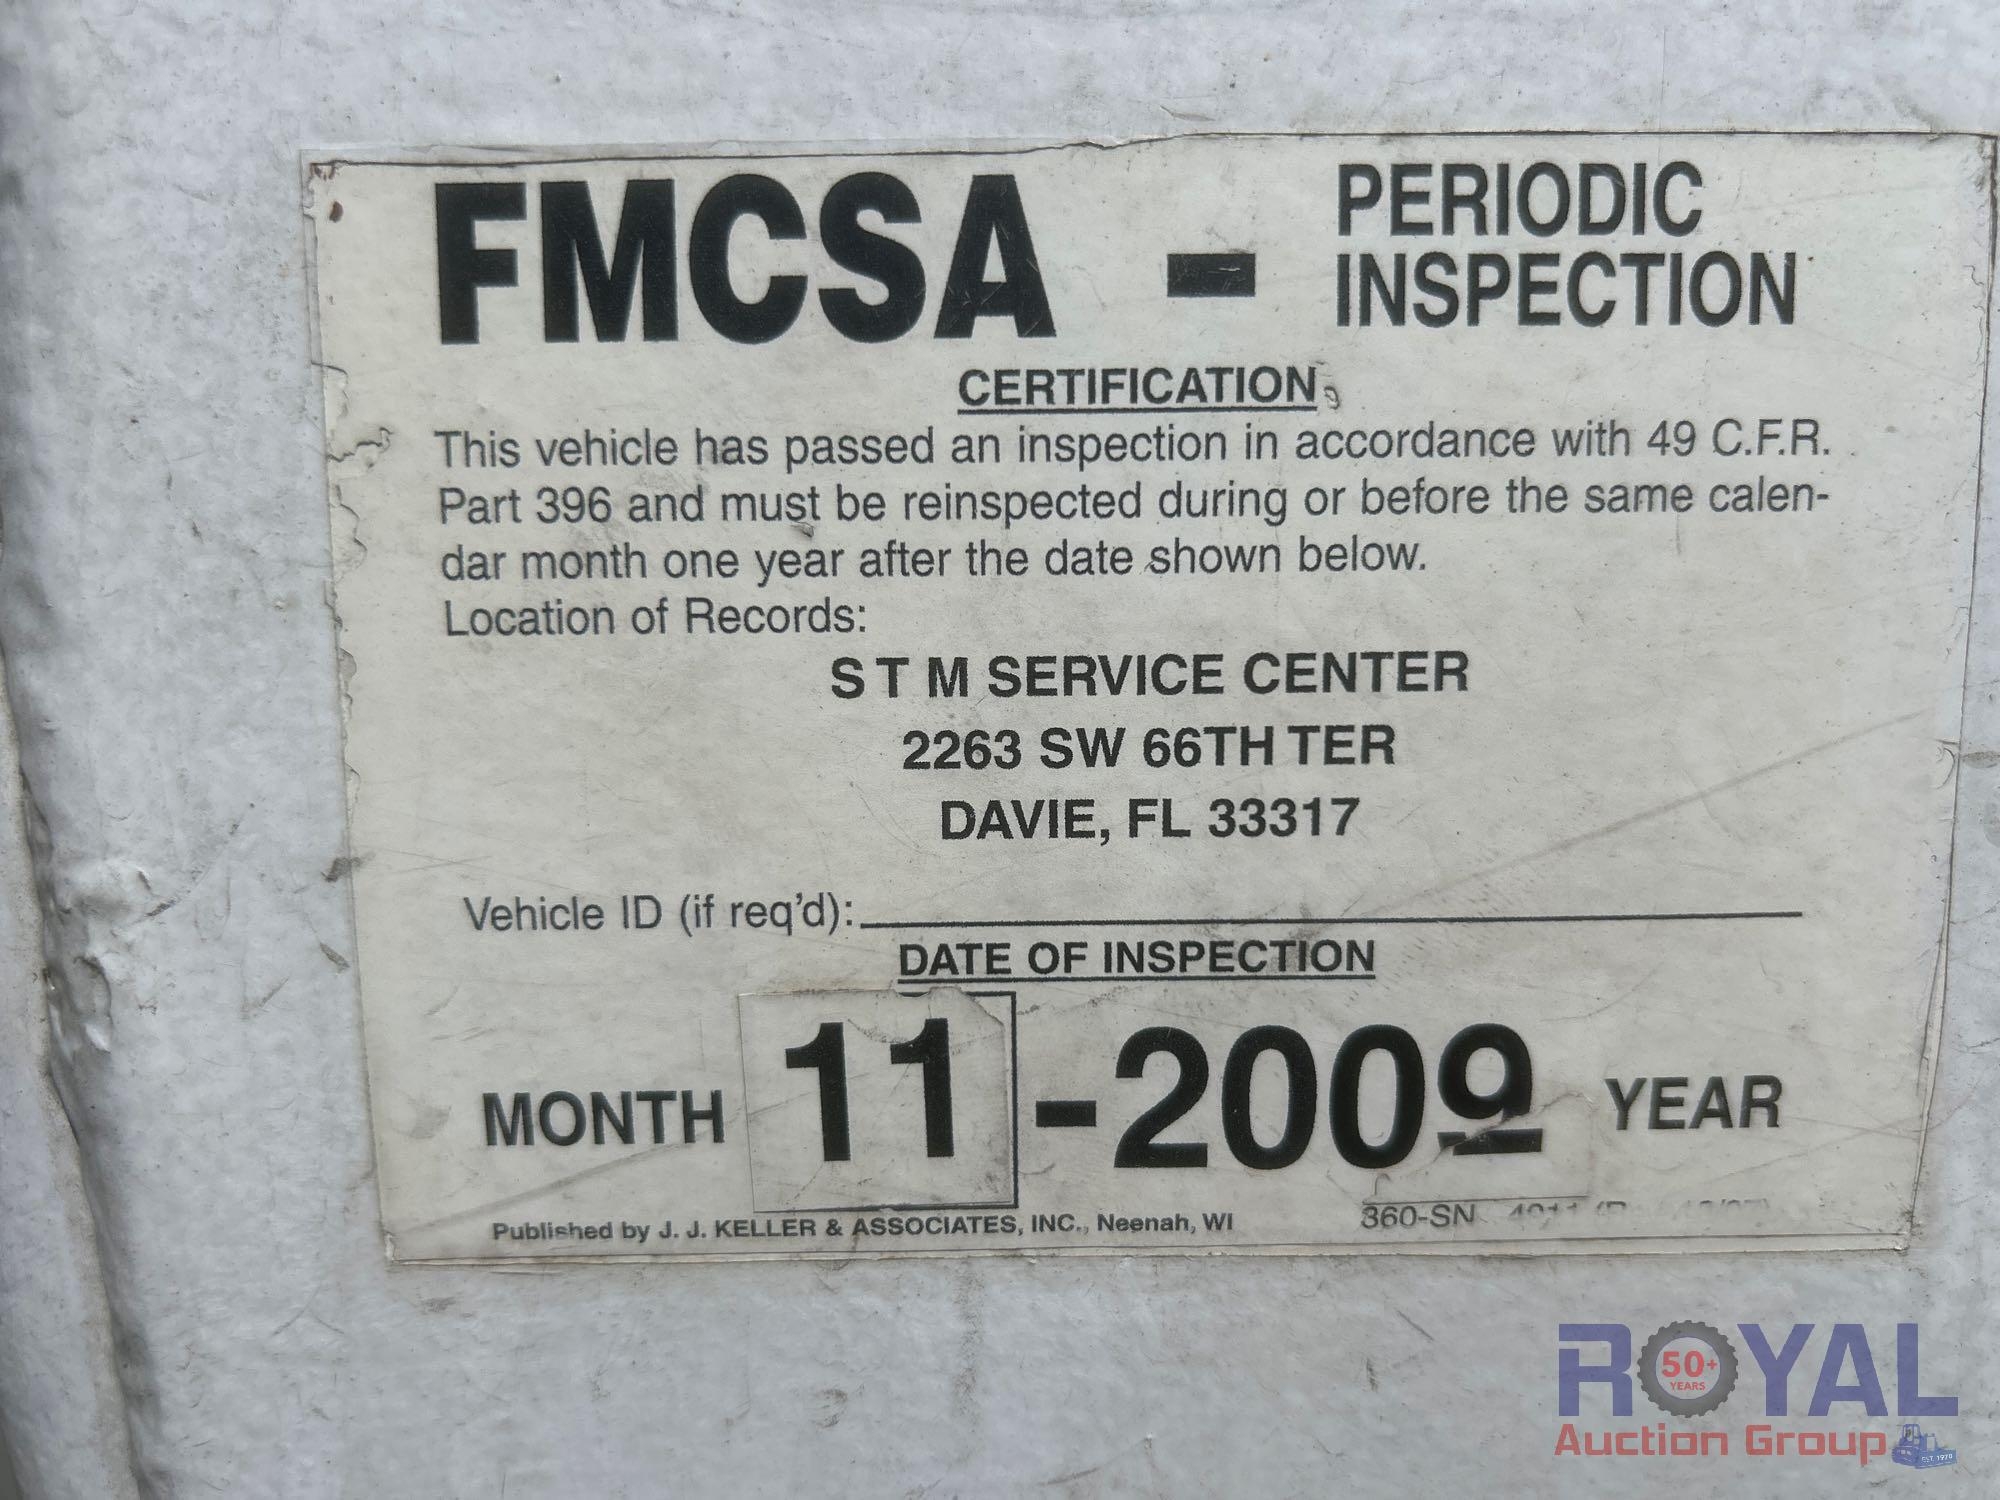 FMCSA - PERIODIC
INSPECTION
CERTIFICATION
This vehicle has passed an inspection in accordance with 49 C.F.R.
Part 396 and must be reinspected during or before the same calen-
dar month one year after the date shown below.
Location of Records:
S T M SERVICE CENTER
2263 SW 66TH TER
DAVIE, FL 33317
Vehicle ID (if req'd):
DATE OF INSPECTION
MONTH 11 -2009 YEAR
Published by J. J. KELLER & ASSOCIATES, INC., Neenah, WI 360-SN
ROYAL
50+
YEARS
Auction Group
EST. 1970